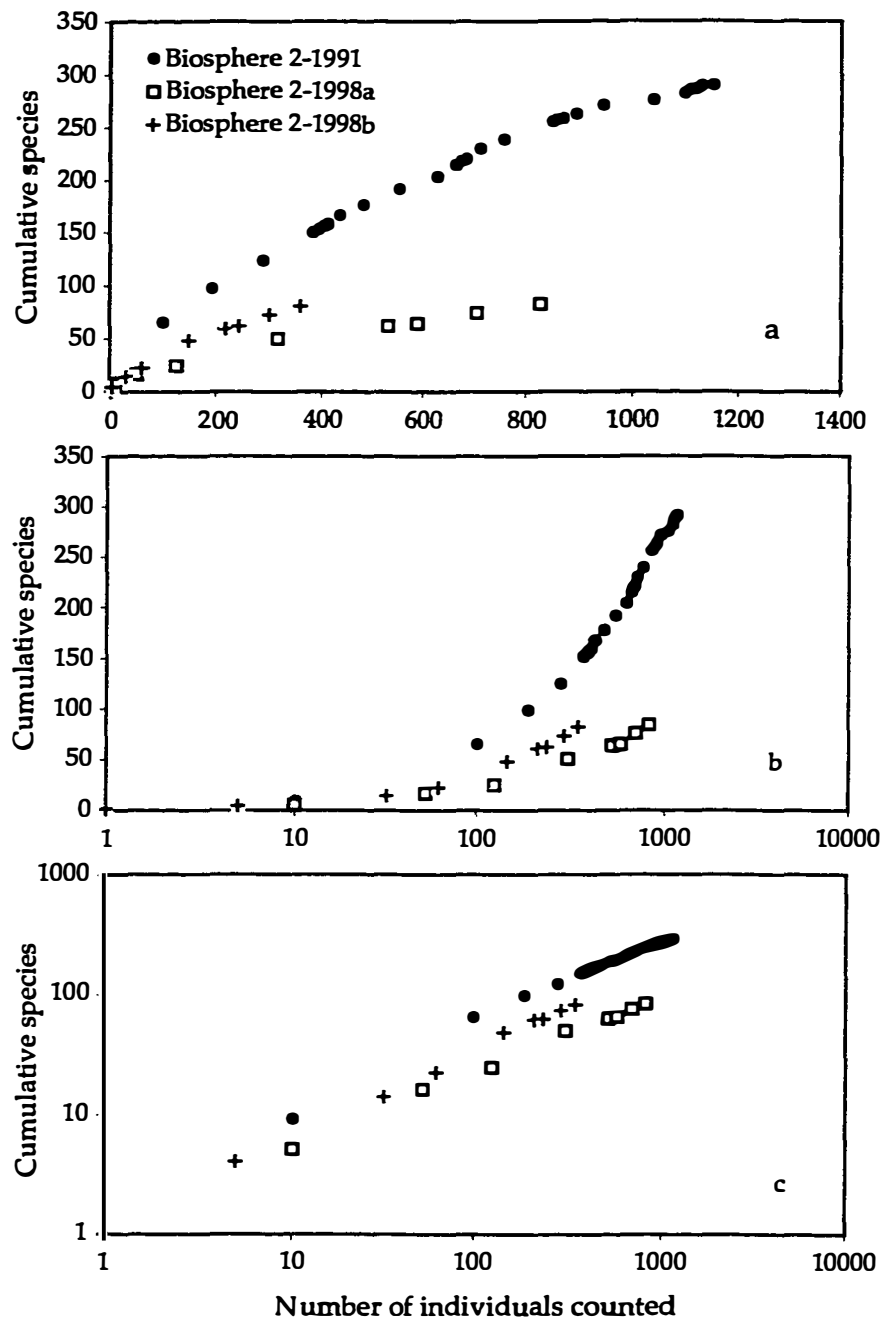 350
300
250
200
150
100
50
0
Cumulative species
Biosphere 2-1991
Biosphere 2-1998a
Biosphere 2-1998b
a
0 200 400 600 800 1000 1200 1400
350
300
250
200
150
100
50
0
Cumulative species
b
1 10 100 1000 10000
1000
100
10
1
Cumulative species
c
1 10 100 1000 10000
Number of individuals counted